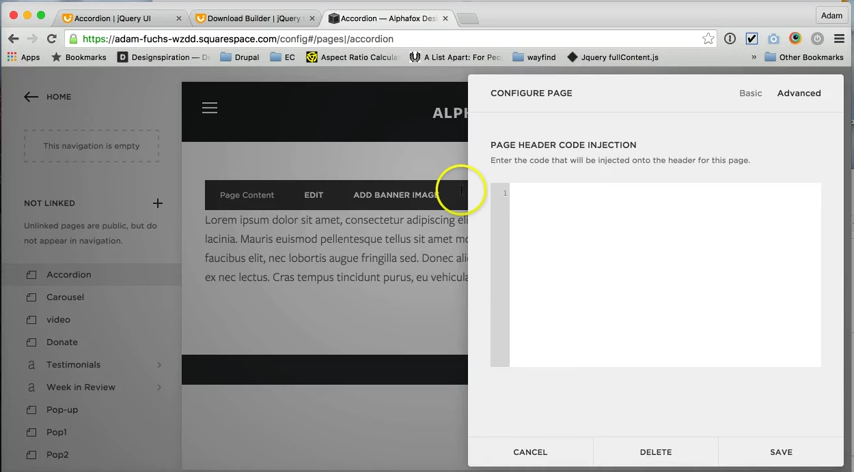 Accordion | jQuery UI
Download Builder | jQuery
Accordion — Alphafox Des
Adam
https://adam-fuchs-wzdd.squarespace.com/config#/pages|/accordion
Apps
Bookmarks
Designspiration — D
Drupal
EC
Aspect Ratio Calcula
A List Apart: For Peo
wayfind
Jquery fullContent.js
»
Other Bookmarks
HOME
This navigation is empty
NOT LINKED
Unlinked pages are public, but do
not appear in navigation.
Accordion
Carousel
video
Donate
Testimonials
Week in Review
Pop-up
Pop1
Pop2
ALP
Page Content
EDIT
ADD BANNER IMAGE
Lorem ipsum dolor sit amet, consectetur adipiscing eli
lacinia. Mauris euismod pellentesque tellus sit amet mo
faucibus elit, nec lobortis augue fringilla sed. Donec alic
ex nec lectus. Cras tempus tincidunt purus, eu vehicula
CONFIGURE PAGE
Basic
Advanced
PAGE HEADER CODE INJECTION
Enter the code that will be injected onto the header for this page.
1
CANCEL
DELETE
SAVE